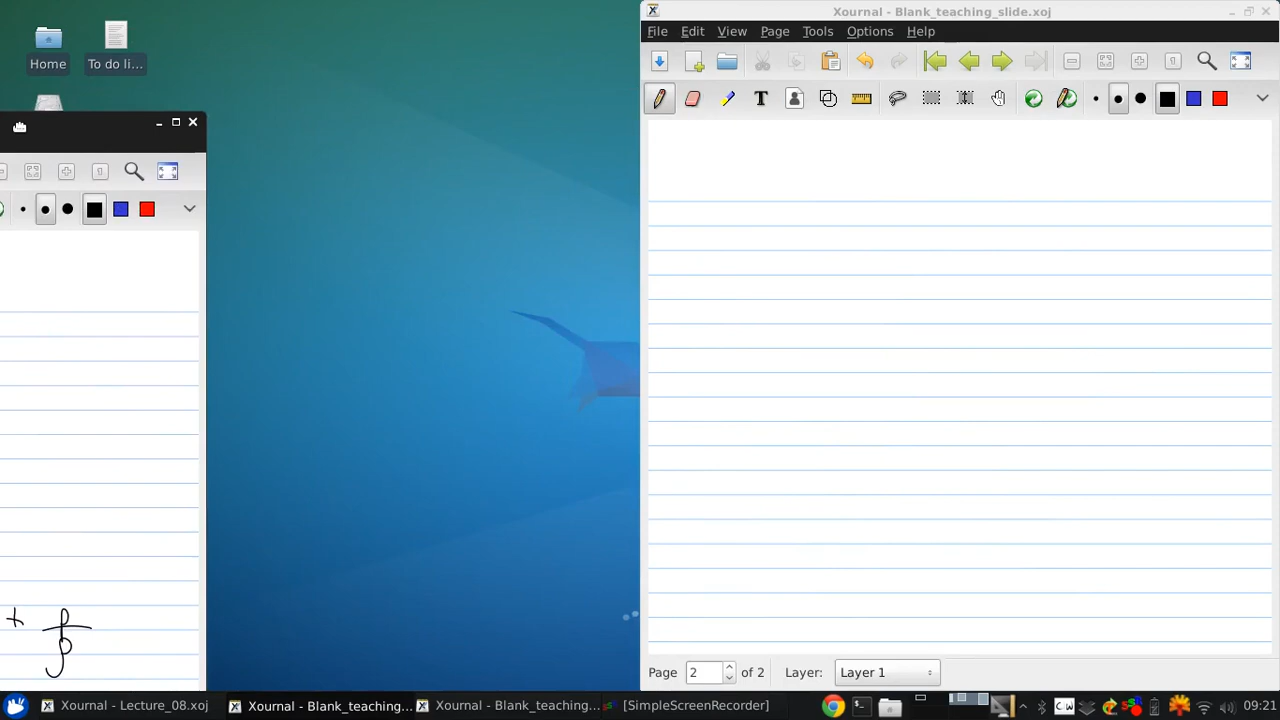 Xournal - Blank_teaching_slide.xoj
File Edit View Page Tools Options Help
Home
To do li...
T
Page 2 of 2 Layer: Layer 1
Xournal - Lecture_08.xoj
Xournal - Blank_teaching...
Xournal - Blank_teaching...
[SimpleScreenRecorder]
CW
09:21